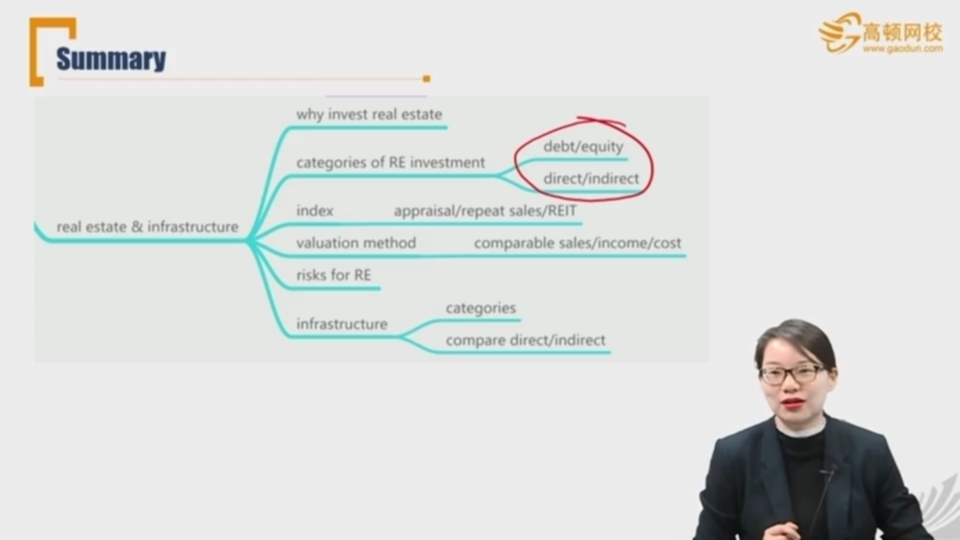 Summary
高顿网校
www.gaodun.com
why invest real estate
debt/equity
categories of RE investment
direct/indirect
index appraisal/repeat sales/REIT
real estate & infrastructure
valuation method comparable sales/income/cost
risks for RE
categories
infrastructure
compare direct/indirect